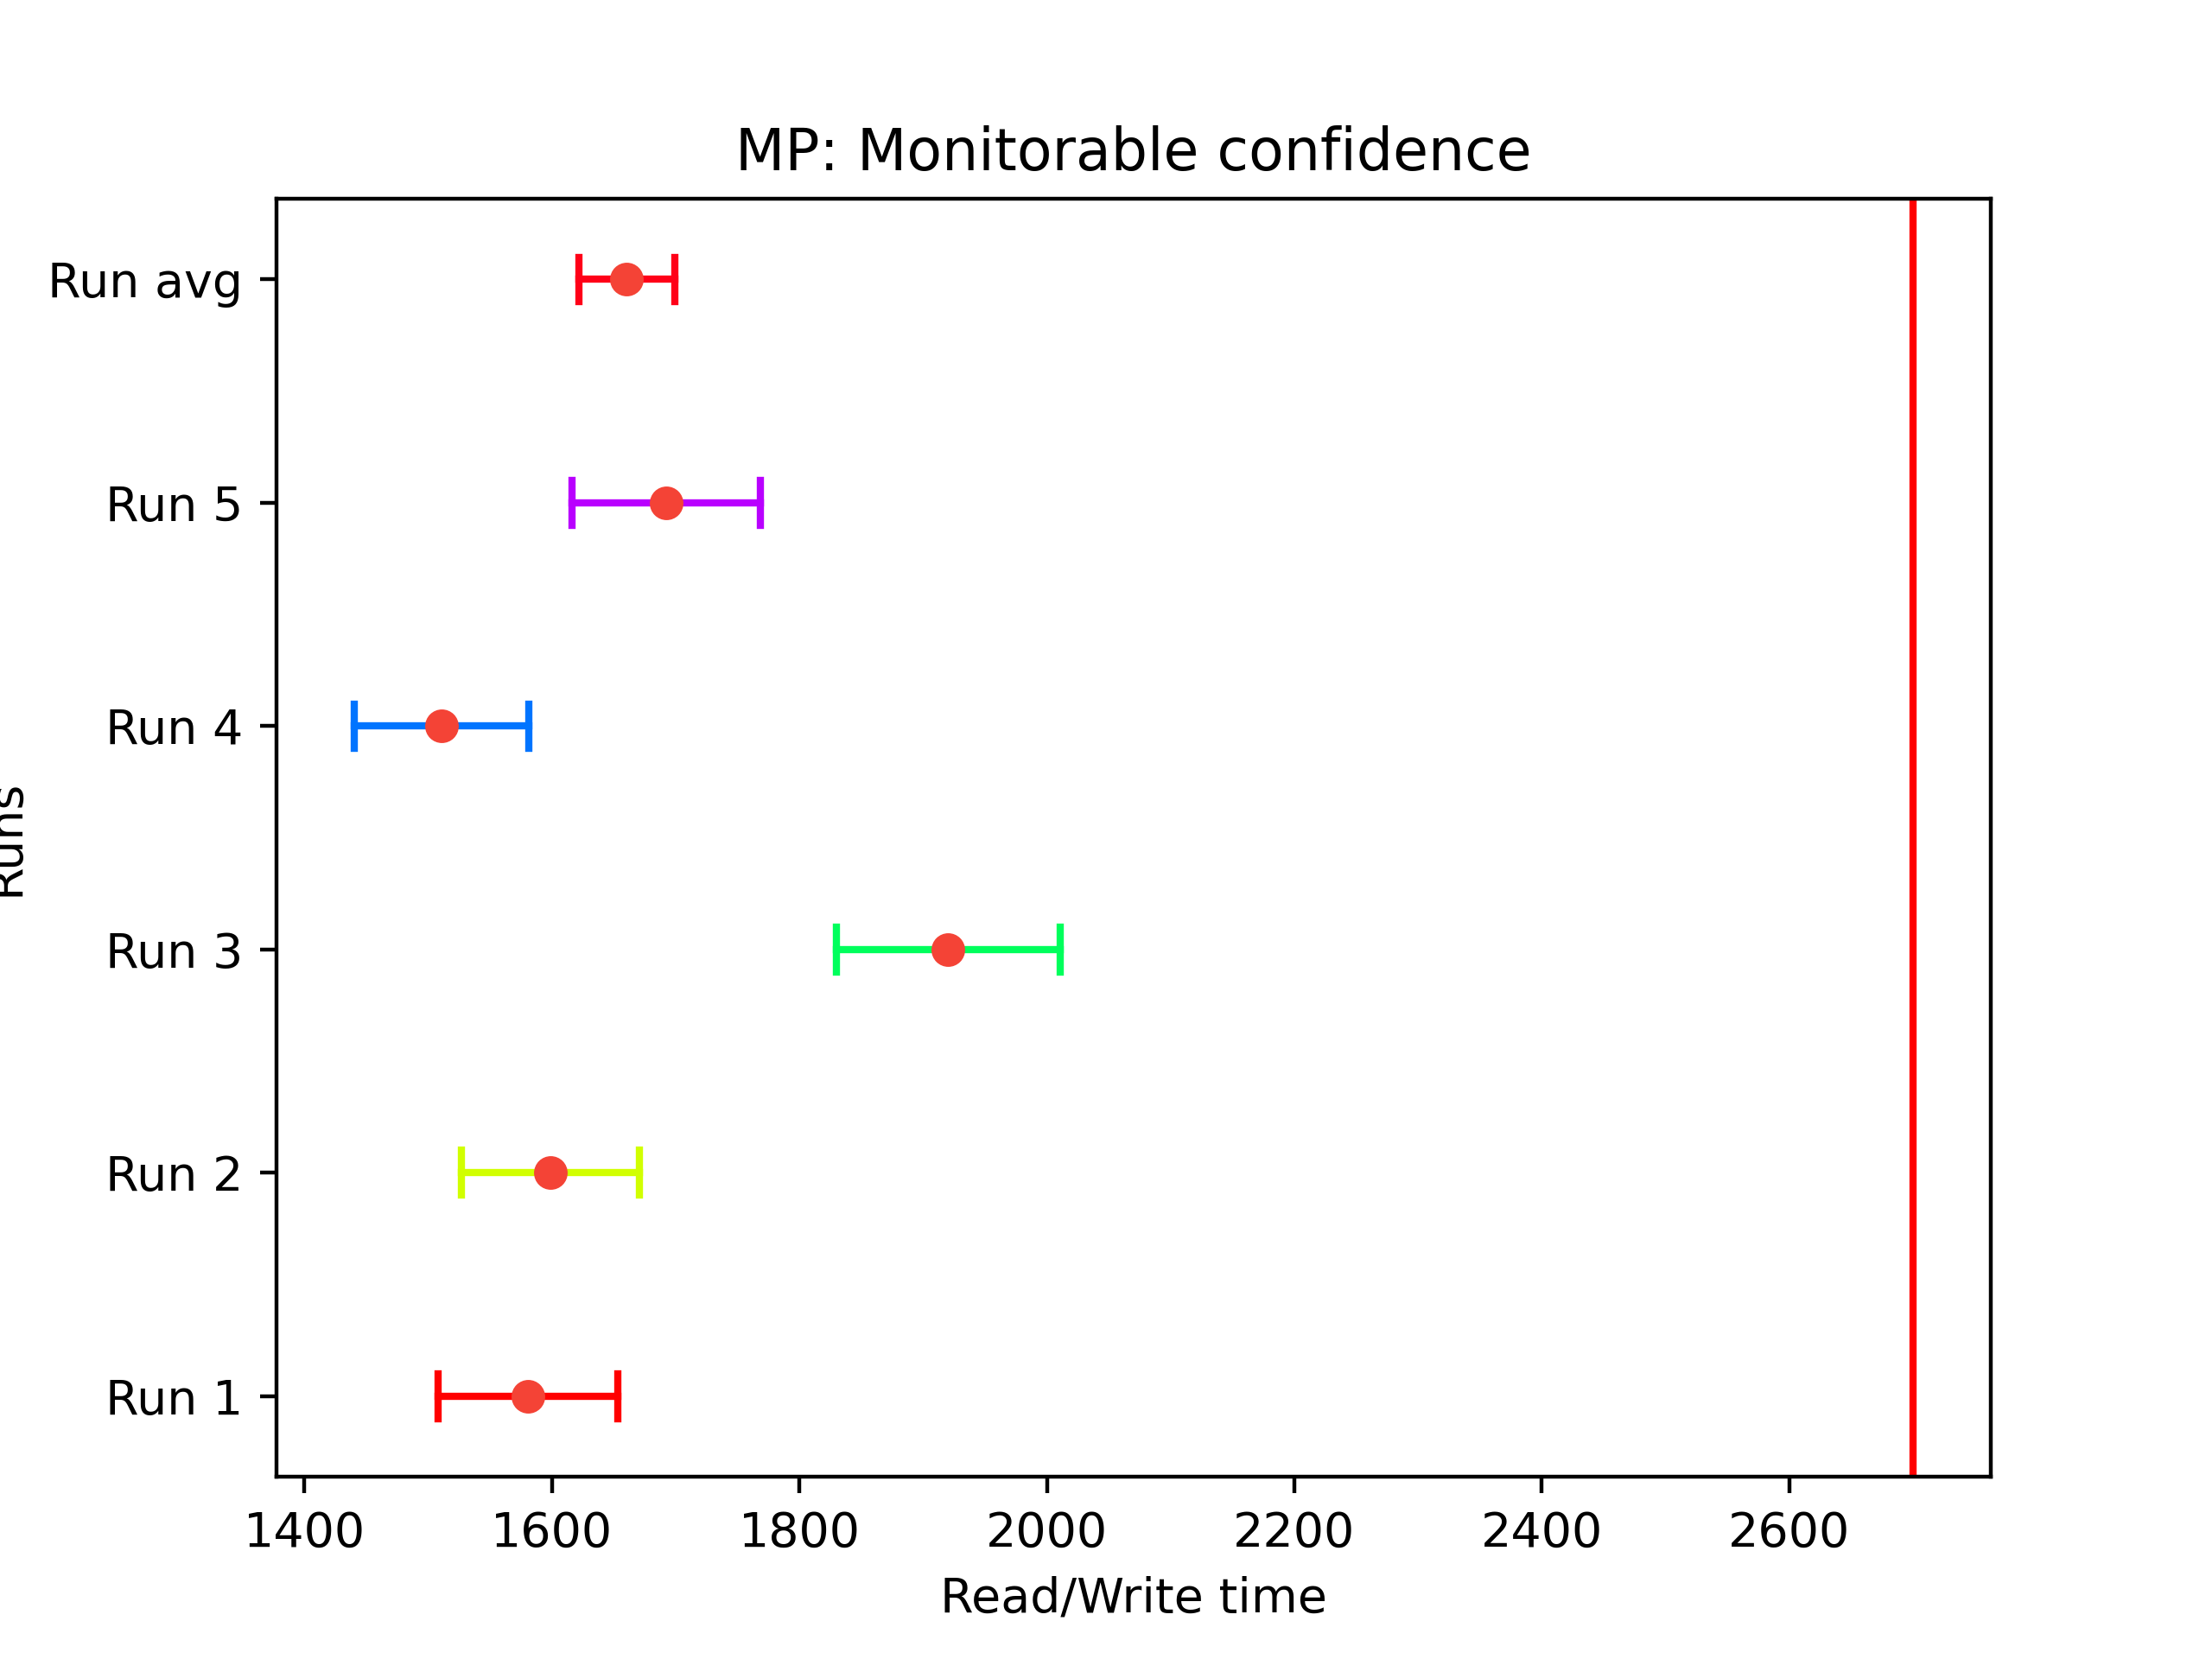 MP: Monitorable confidence
Run avg
Run 5
Run 4
Run 3
Run 2
Run 1
Runs
1400 1600 1800 2000 2200 2400 2600
Read/Write time